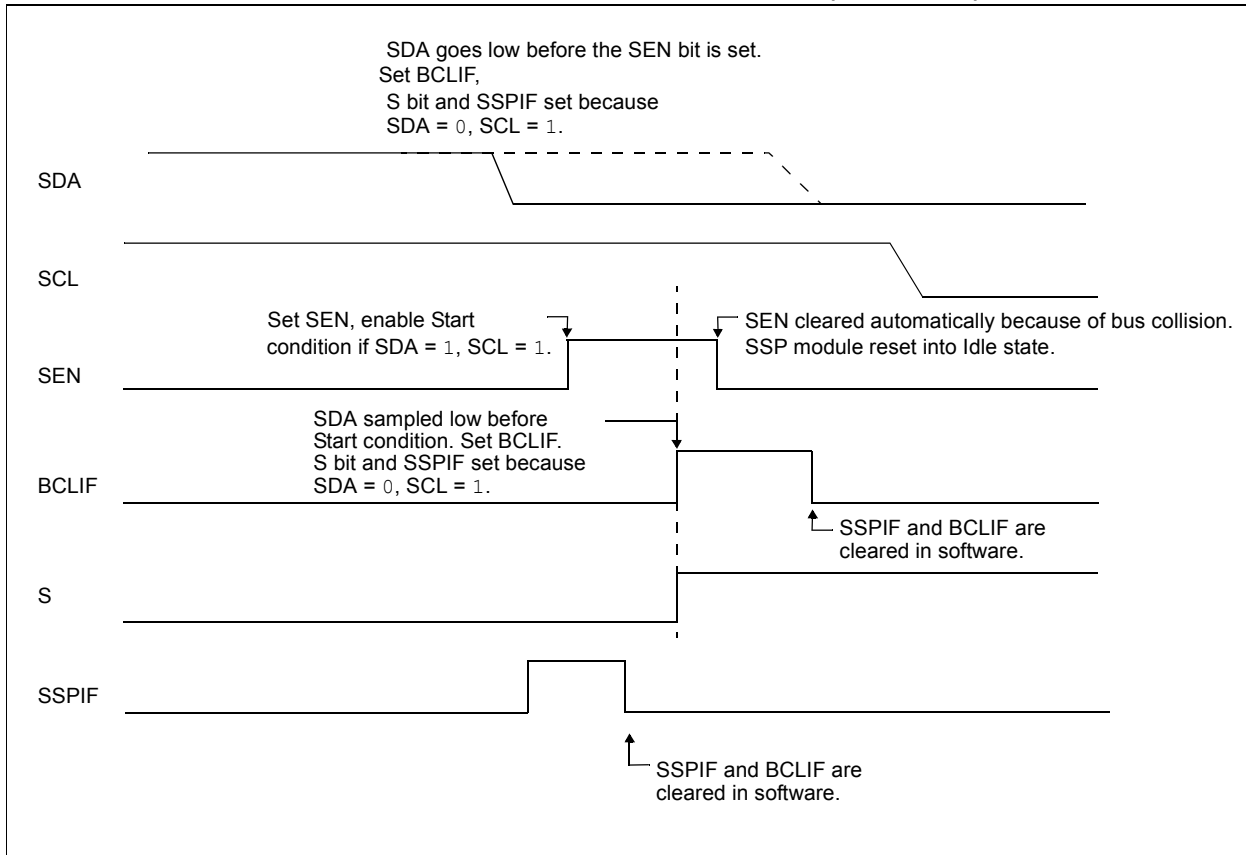 SDA goes low before the SEN bit is set.
Set BCLIF,
S bit and SSPIF set because
SDA = 0, SCL = 1.
SDA
SCL
Set SEN, enable Start
condition if SDA = 1, SCL = 1.
SEN cleared automatically because of bus collision.
SSP module reset into Idle state.
SEN
SDA sampled low before
Start condition. Set BCLIF.
S bit and SSPIF set because
SDA = 0, SCL = 1.
BCLIF
SSPIF and BCLIF are
cleared in software.
S
SSPIF
SSPIF and BCLIF are
cleared in software.